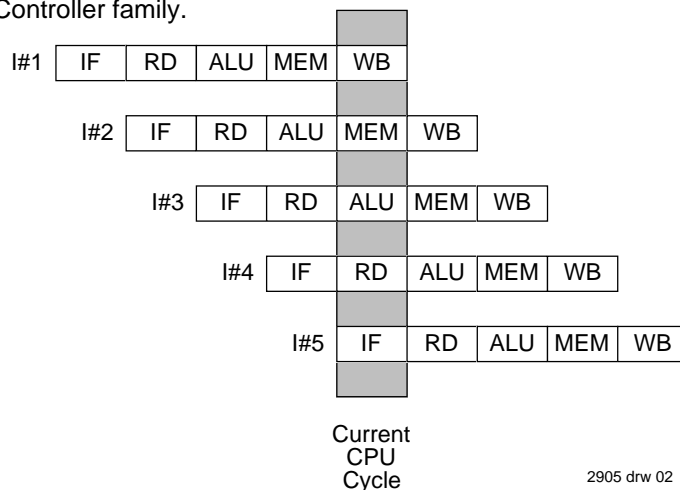 Controller family.
I#1 IF RD ALU MEM WB
I#2 IF RD ALU MEM WB
I#3 IF RD ALU MEM WB
I#4 IF RD ALU MEM WB
I#5 IF RD ALU MEM WB
Current
CPU
Cycle
2905 drw 02